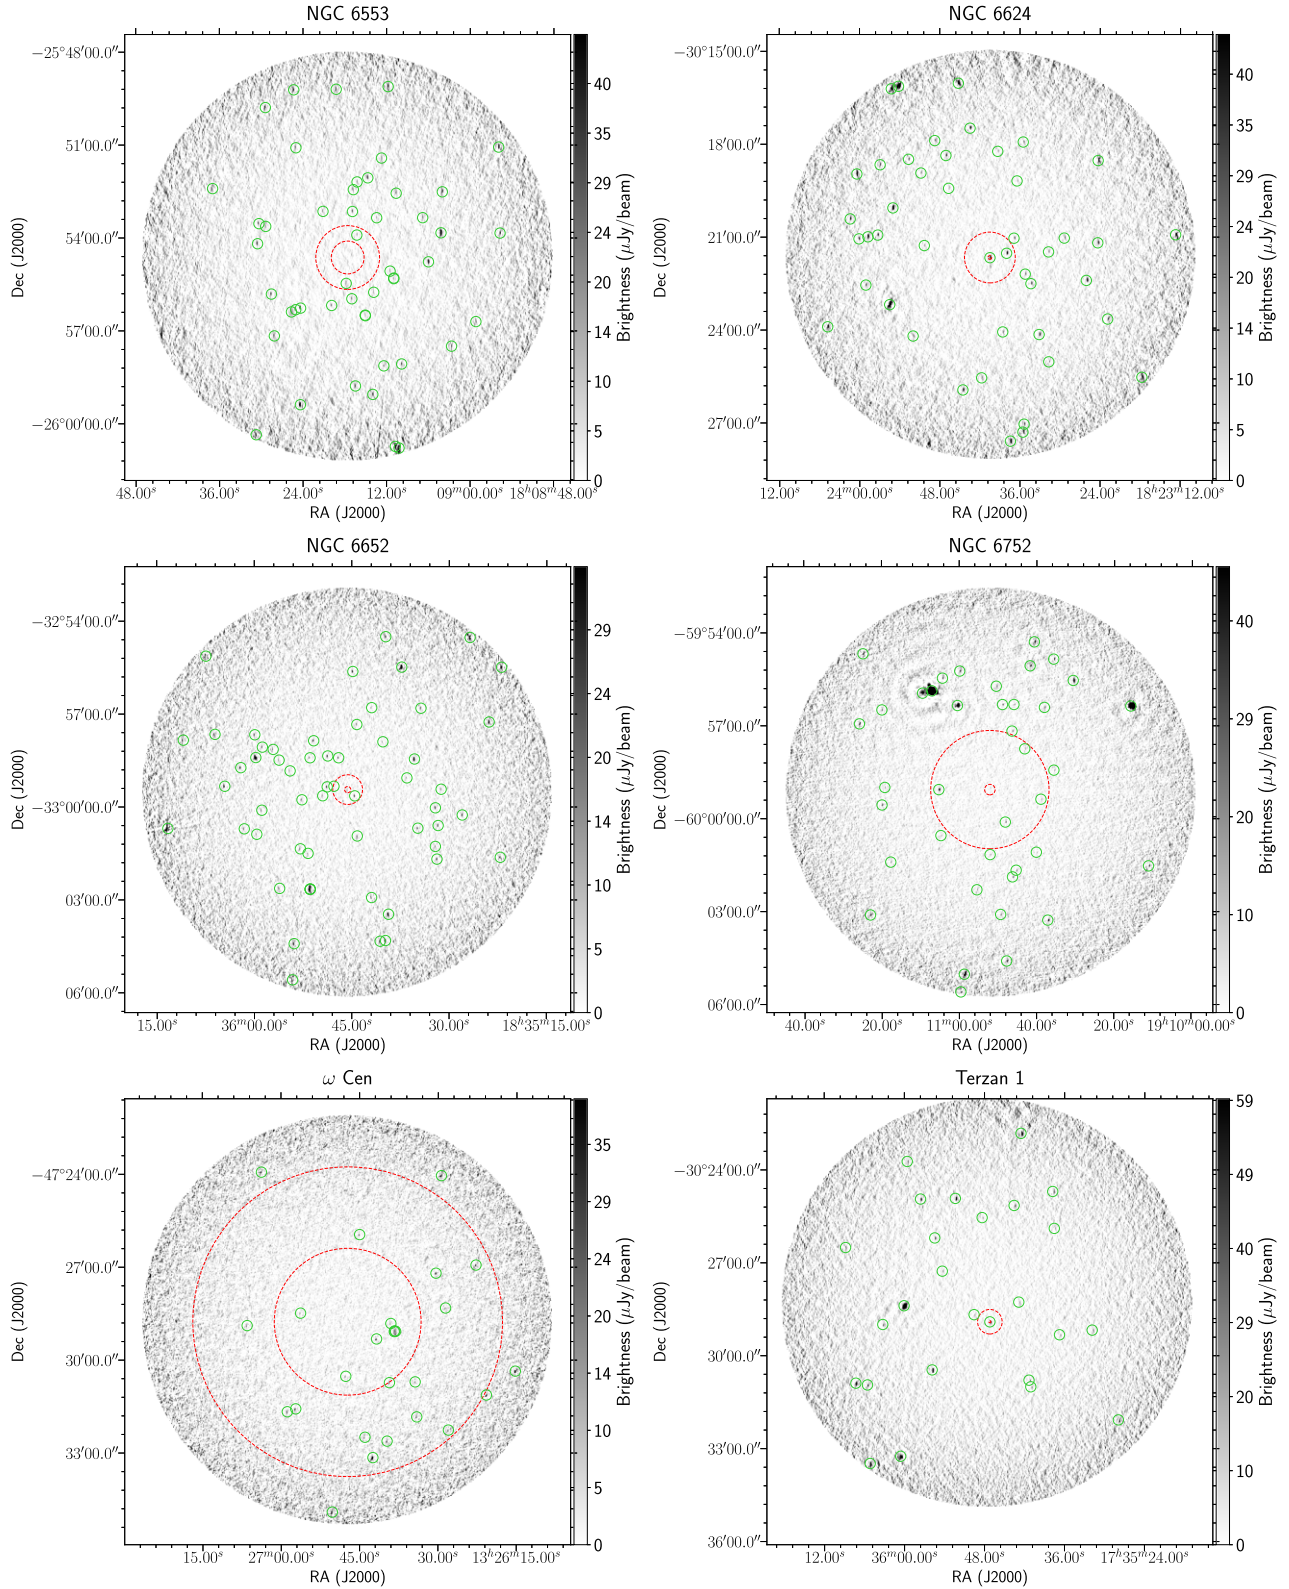 NGC 6553
NGC 6624
−25°48′00.0″
51′00.0″
54′00.0″
57′00.0″
−26°00′00.0″
Dec (J2000)
48.00s 36.00s 24.00s 12.00s 09m00.00s 18h08m48.00s
RA (J2000)
40
35
29
24
20
14
10
5
0
Brightness (μJy/beam)
−30°15′00.0″
18′00.0″
21′00.0″
24′00.0″
27′00.0″
Dec (J2000)
12.00s 24m00.00s 48.00s 36.00s 24.00s 18h23m12.00s
RA (J2000)
40
35
29
24
20
14
10
5
0
Brightness (μJy/beam)
NGC 6652
NGC 6752
−32°54′00.0″
57′00.0″
−33°00′00.0″
03′00.0″
06′00.0″
Dec (J2000)
15.00s 36m00.00s 45.00s 30.00s 18h35m15.00s
RA (J2000)
29
24
20
14
10
5
0
Brightness (μJy/beam)
−59°54′00.0″
57′00.0″
−60°00′00.0″
03′00.0″
06′00.0″
Dec (J2000)
40.00s 20.00s 11m00.00s 40.00s 20.00s 19h10m00.00s
RA (J2000)
40
29
20
10
0
Brightness (μJy/beam)
ω Cen
Terzan 1
−47°24′00.0″
27′00.0″
30′00.0″
33′00.0″
Dec (J2000)
15.00s 27m00.00s 45.00s 30.00s 13h26m15.00s
RA (J2000)
35
29
24
20
14
10
5
0
Brightness (μJy/beam)
−30°24′00.0″
27′00.0″
30′00.0″
33′00.0″
36′00.0″
Dec (J2000)
12.00s 36m00.00s 48.00s 36.00s 17h35m24.00s
RA (J2000)
59
49
40
29
20
10
0
Brightness (μJy/beam)